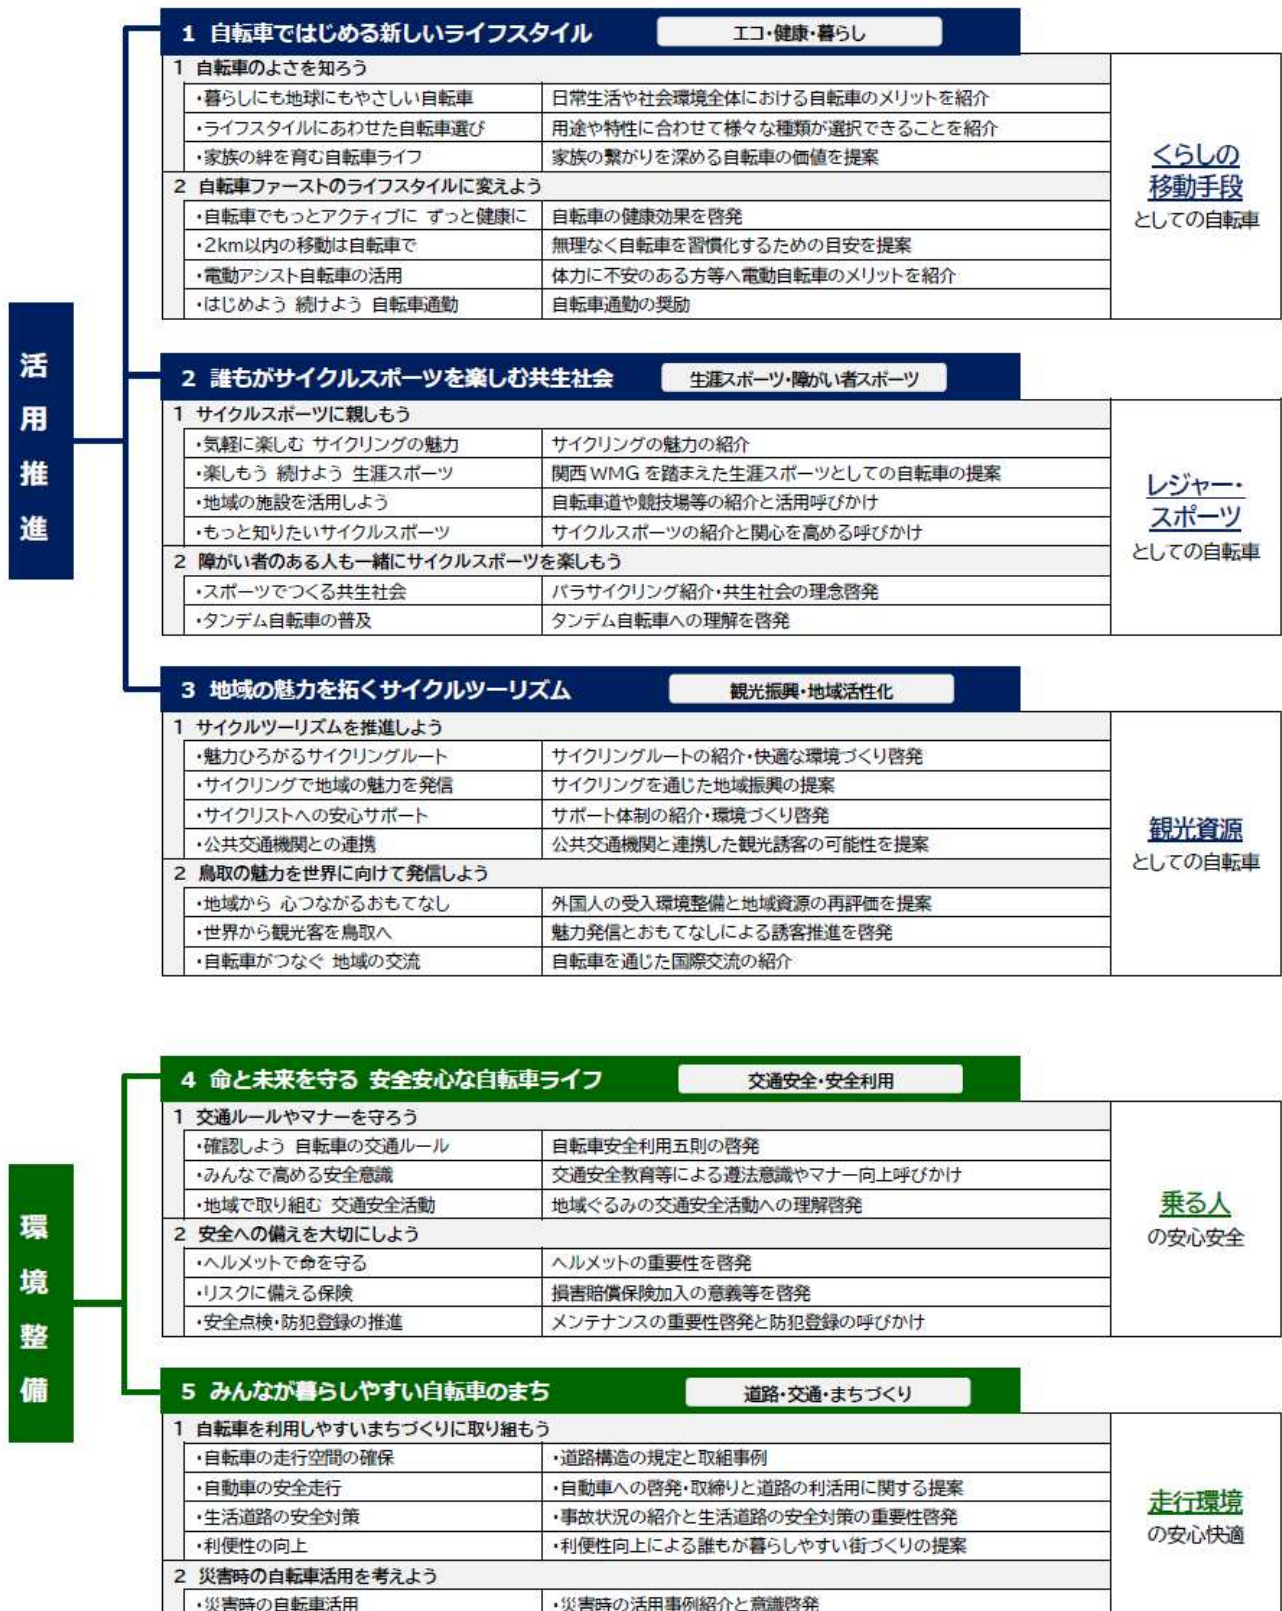 活用推進
1 自転車ではじめる新しいライフスタイル エコ・健康・暮らし
1 自転車のよさを知ろう
・暮らしにも地球にもやさしい自転車 日常生活や社会環境全体における自転車のメリットを紹介
・ライフスタイルにあわせた自転車選び 用途や特性に合わせて様々な種類が選択できることを紹介
・家族の絆を育む自転車ライフ 家族の繋がりを深める自転車の価値を提案
2 自転車ファーストのライフスタイルに変えよう
・自転車でもっとアクティブに ずっと健康に 自転車の健康効果を啓発
・2km以内の移動は自転車で 無理なく自転車を習慣化するための目安を提案
・電動アシスト自転車の活用 体力に不安のある方等へ電動自転車のメリットを紹介
・はじめよう 続けよう 自転車通勤 自転車通勤の奨励
くらしの
移動手段
としての自転車
2 誰もがサイクルスポーツを楽しむ共生社会 生涯スポーツ・障がい者スポーツ
1 サイクルスポーツに親しもう
・気軽に楽しむ サイクリングの魅力 サイクリングの魅力の紹介
・楽しもう 続けよう 生涯スポーツ 関西WMGを踏まえた生涯スポーツとしての自転車の提案
・地域の施設を活用しよう 自転車道や競技場等の紹介と活用呼びかけ
・もっと知りたいサイクルスポーツ サイクルスポーツの紹介と関心を高める呼びかけ
2 障がい者のある人も一緒にサイクルスポーツを楽しもう
・スポーツでつくる共生社会 パラサイクリング紹介・共生社会の理念啓発
・タンデム自転車の普及 タンデム自転車への理解を啓発
レジャー・
スポーツ
としての自転車
3 地域の魅力を拓くサイクルツーリズム 観光振興・地域活性化
1 サイクルツーリズムを推進しよう
・魅力ひろがるサイクリングルート サイクリングルートの紹介・快適な環境づくり啓発
・サイクリングで地域の魅力を発信 サイクリングを通じた地域振興の提案
・サイクリストへの安心サポート サポート体制の紹介・環境づくり啓発
・公共交通機関との連携 公共交通機関と連携した観光誘客の可能性を提案
2 鳥取の魅力を世界に向けて発信しよう
・地域から 心つながるおもてなし 外国人の受入環境整備と地域資源の再評価を提案
・世界から観光客を鳥取へ 魅力発信とおもてなしによる誘客推進を啓発
・自転車がつなぐ 地域の交流 自転車を通じた国際交流の紹介
観光資源
としての自転車
環境整備
4 命と未来を守る 安全安心な自転車ライフ 交通安全・安全利用
1 交通ルールやマナーを守ろう
・確認しよう 自転車の交通ルール 自転車安全利用五則の啓発
・みんなで高める安全意識 交通安全教育等による遵法意識やマナー向上呼びかけ
・地域で取り組む 交通安全活動 地域ぐるみの交通安全活動への理解啓発
2 安全への備えを大切にしよう
・ヘルメットで命を守る ヘルメットの重要性を啓発
・リスクに備える保険 損害賠償保険加入の意義等を啓発
・安全点検・防犯登録の推進 メンテナンスの重要性啓発と防犯登録の呼びかけ
乗る人
の安心安全
5 みんなが暮らしやすい自転車のまち 道路・交通・まちづくり
1 自転車を利用しやすいまちづくりに取り組もう
・自転車の走行空間の確保 ・道路構造の規定と取組事例
・自動車の安全走行 ・自動車への啓発・取締りと道路の利活用に関する提案
・生活道路の安全対策 ・事故状況の紹介と生活道路の安全対策の重要性啓発
・利便性の向上 ・利便性向上による誰もが暮らしやすい街づくりの提案
2 災害時の自転車活用を考えよう
・災害時の自転車活用 ・災害時の活用事例紹介と意識啓発
走行環境
の安心快適